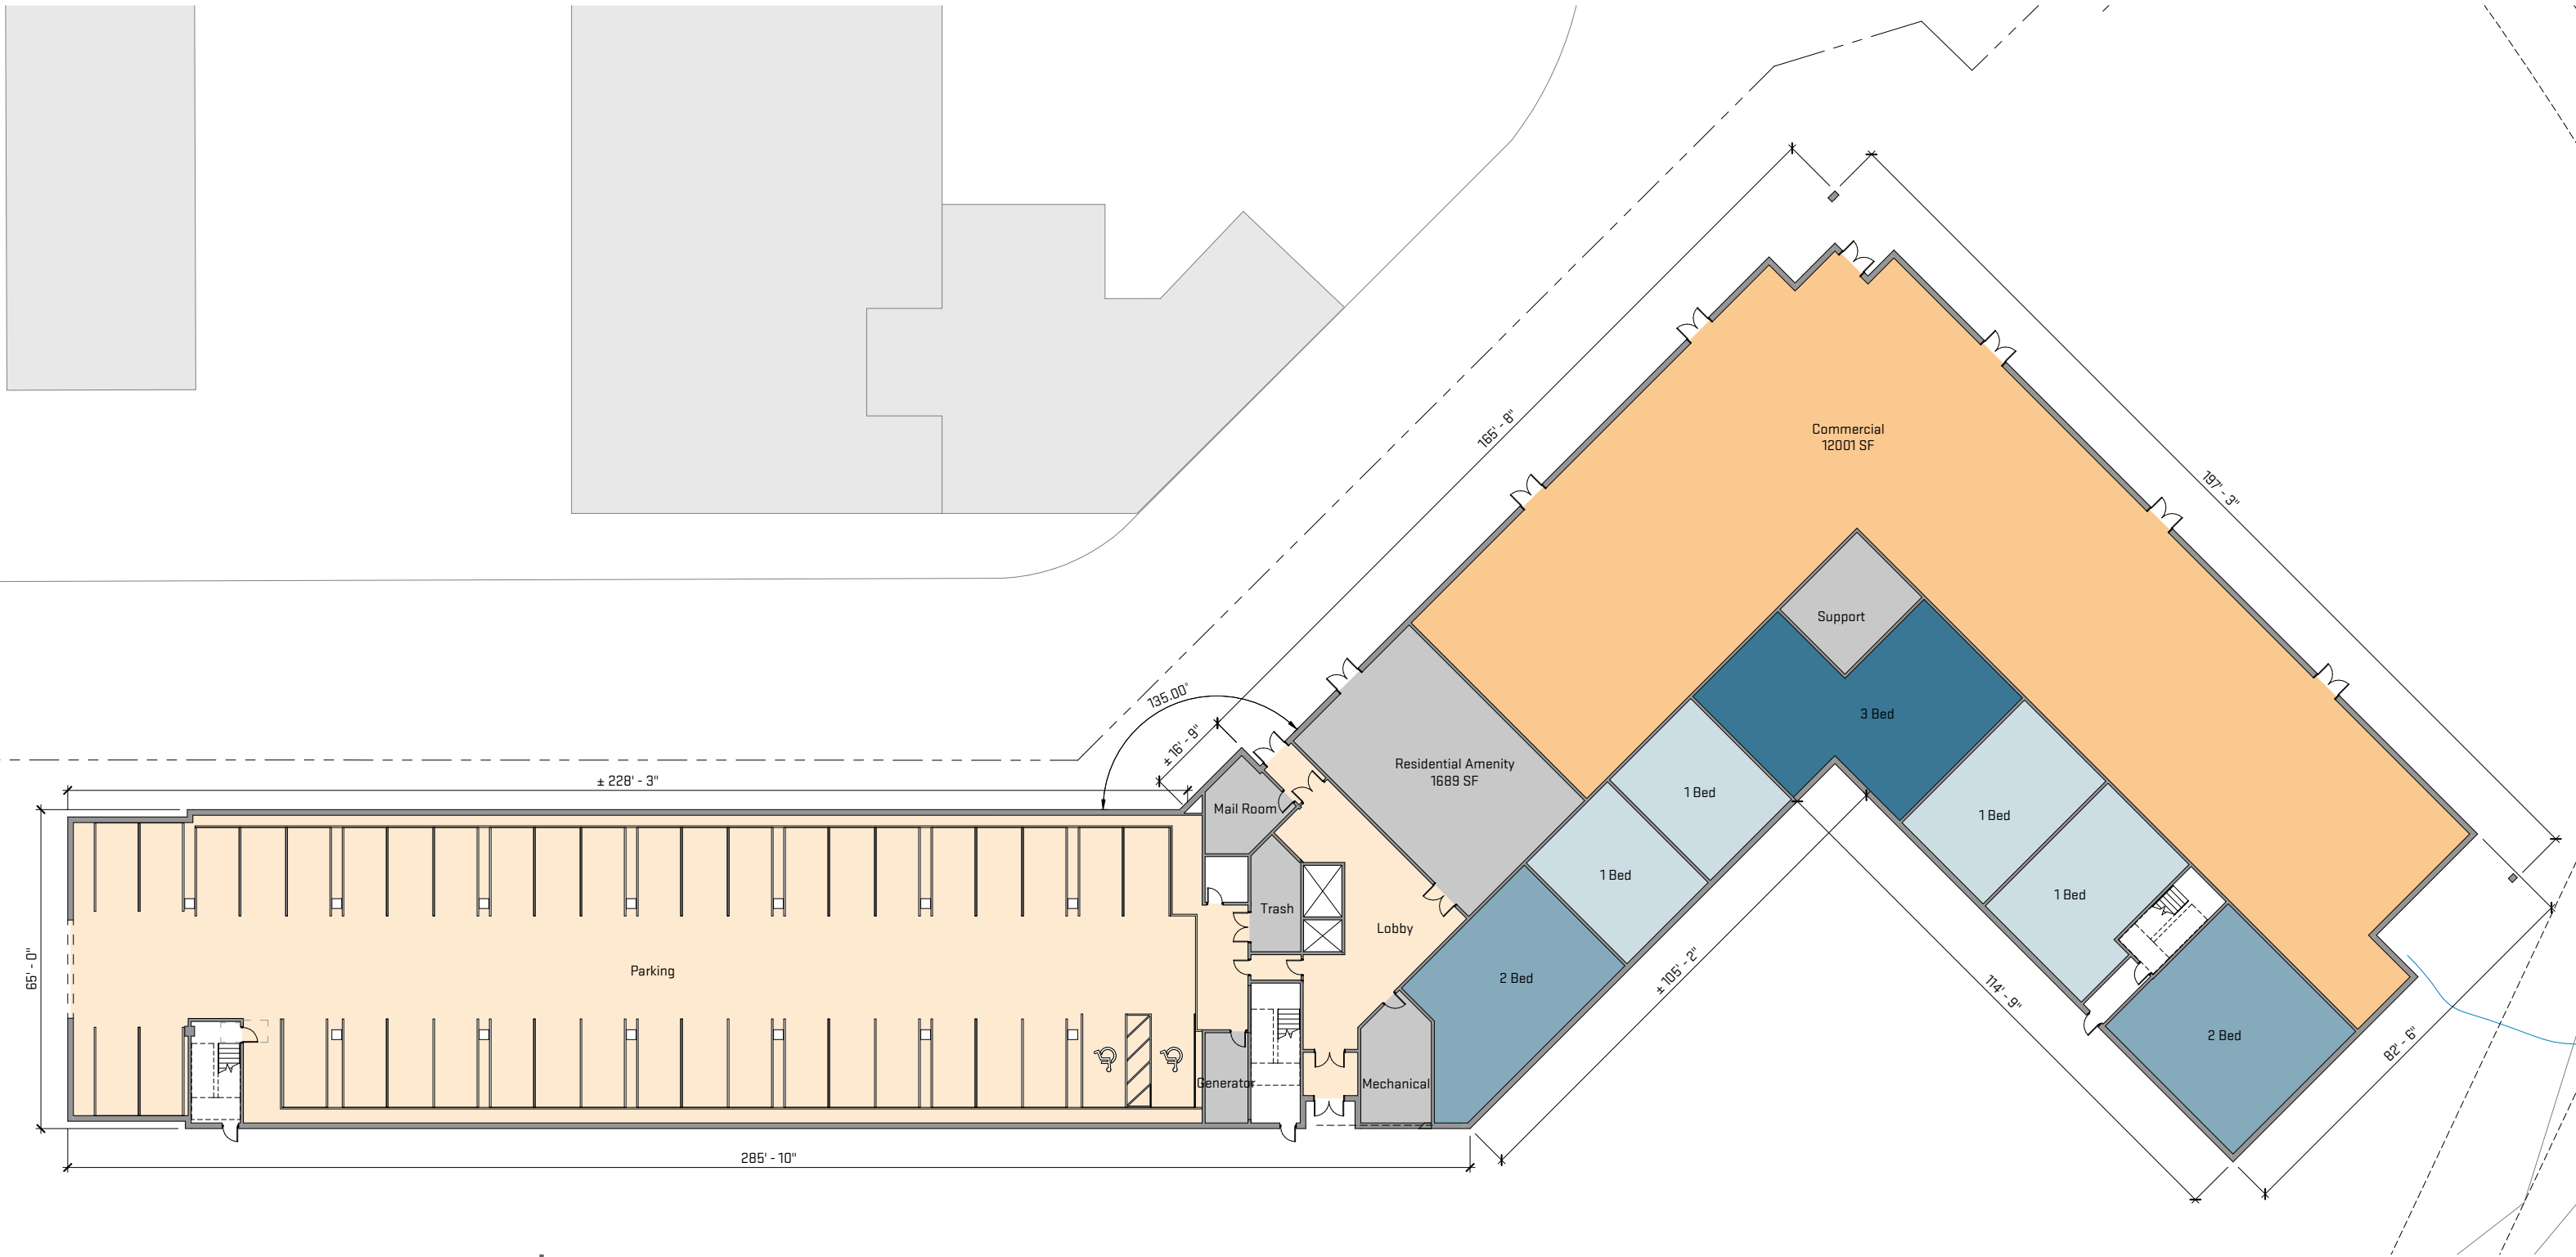 Commercial
12001 SF
165' - 8"
197' - 3"
Support
135.00°
± 16' - 9"
3 Bed
Residential Amenity
1689 SF
± 228' - 3"
1 Bed
Mail Room
1 Bed
1 Bed
1 Bed
Trash
Lobby
65' - 0"
Parking
2 Bed
± 105' - 2"
114' - 9"
2 Bed
82' - 6"
Generator
Mechanical
285' - 10"